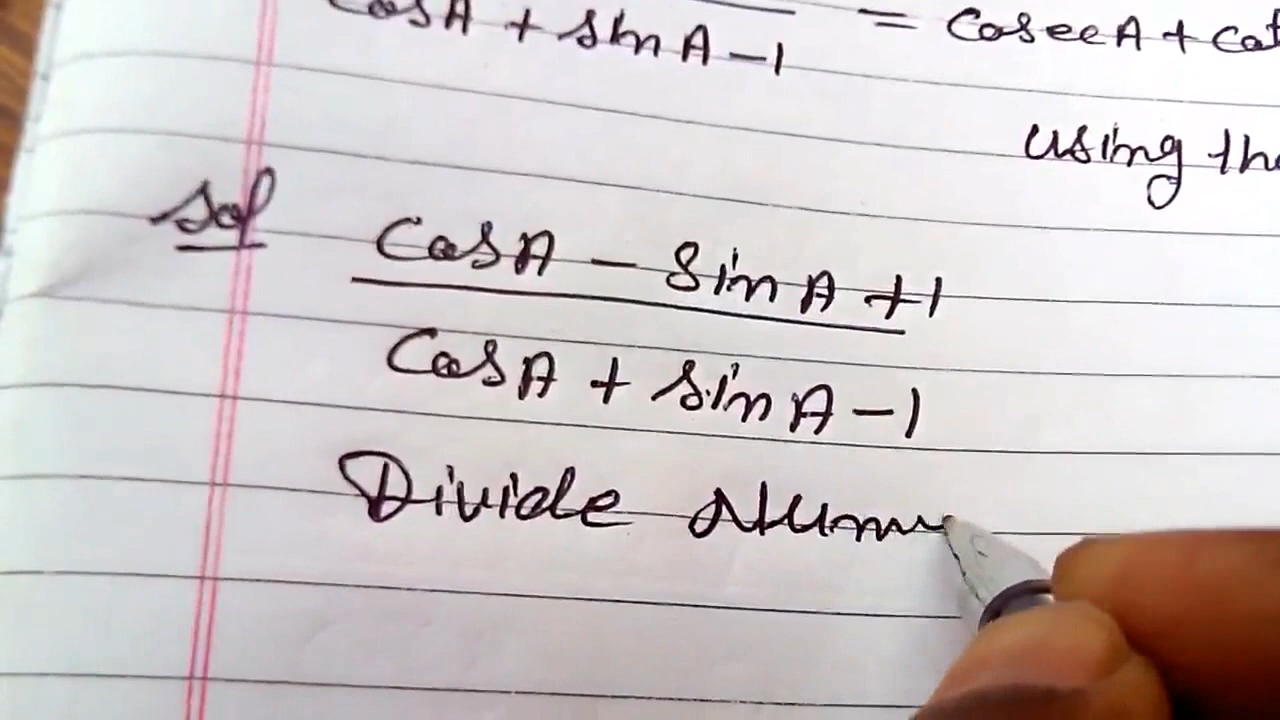 CosA + sinA - 1 = CosecA + cot
using the
Sol
CosA - SinA + 1
CosA + SinA - 1
Divide Num